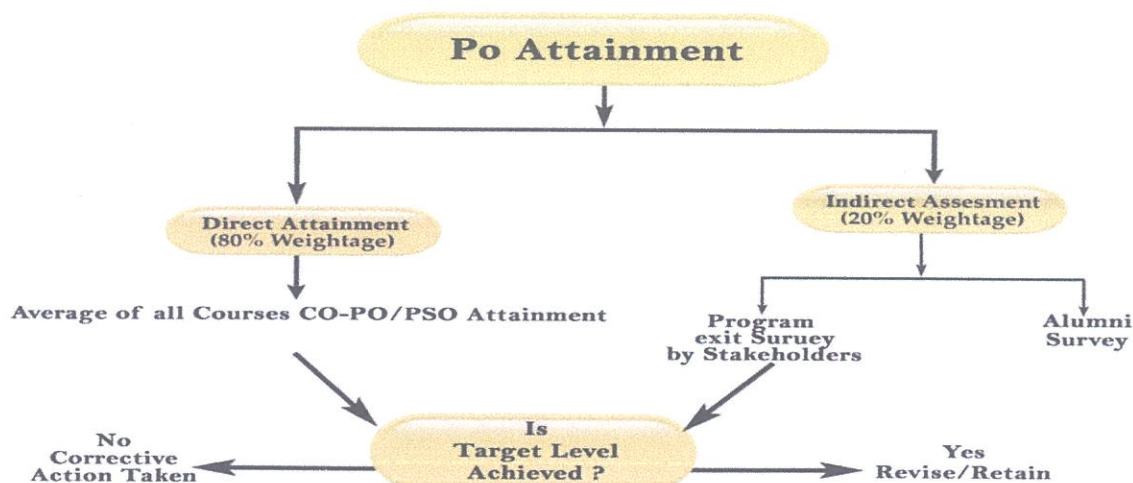 Po Attainment
Direct Attainment
(80% Weightage)
Indirect Assesment
(20% Weightage)
Average of all Courses CO-PO/PSO Attainment
Program
exit Suruey
by Stakeholders
Alumni
Survey
Is
Target Level
Achieved ?
No
Corrective
Action Taken
Yes
Revise/Retain